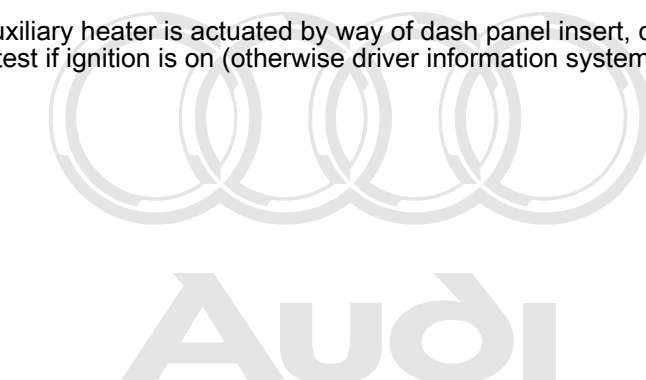 uxiliary heater is actuated by way of dash panel insert,
test if ignition is on (otherwise driver information system
Audi